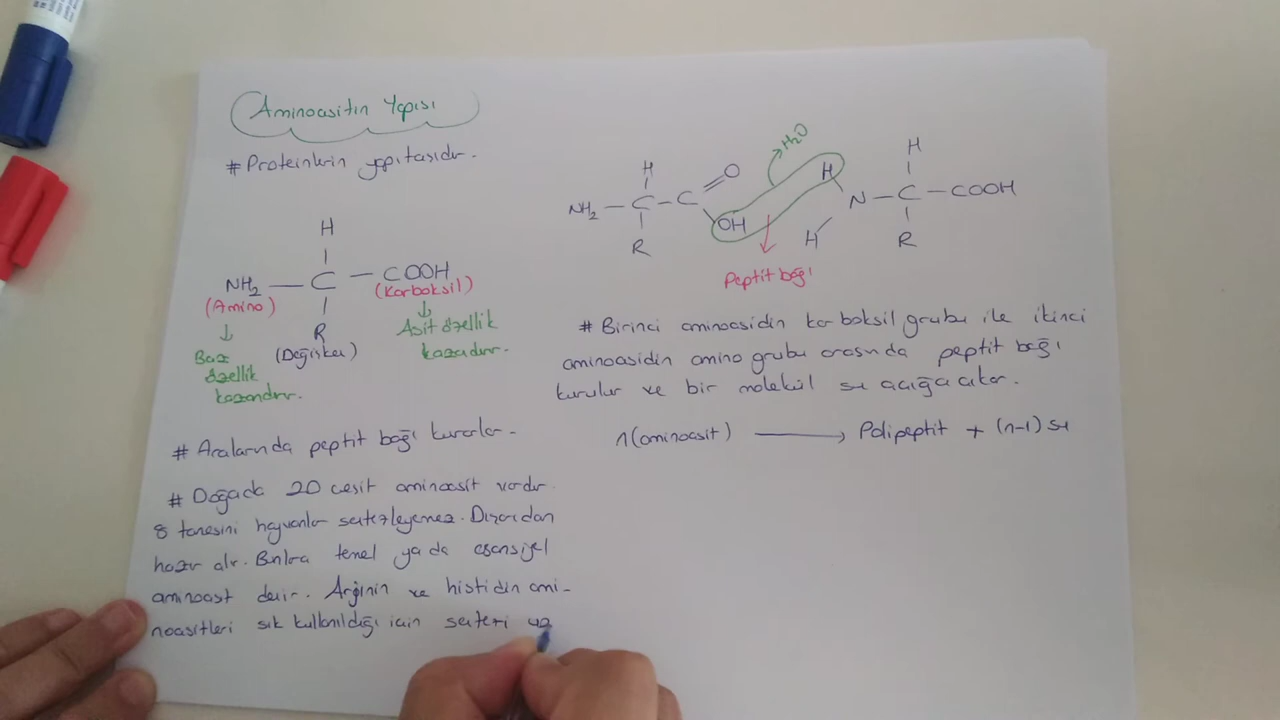 Aminoasitin Yapısı
# Proteinlerin yapıtaşıdır.
H
NH₂ — C — COOH
(Amino) (Karboksil)
R
(Değişken)
Baz özellik kazandırır.
Asit özellik kazandırır.
# Aralarında peptit bağı kurarlar.
# Doğada 20 çeşit aminoasit vardır.
8 tanesini hayvanlar sentezleyemez. Dışarıdan
hazır alır. Bunlara temel ya da esansiyel
aminoasit denir. Arginin ve histidin ami-
noasitleri sık kullanıldığı için
H₂O
H O H H
NH₂ — C — C OH N — C — COOH
R H R
Peptit bağı
# Birinci aminoasidin karboksil grubu ile ikinci
aminoasidin amino grubu arasında peptit bağı
kurulur ve bir molekül su açığa çıkar.
n(aminoasit) → Polipeptit + (n-1) su